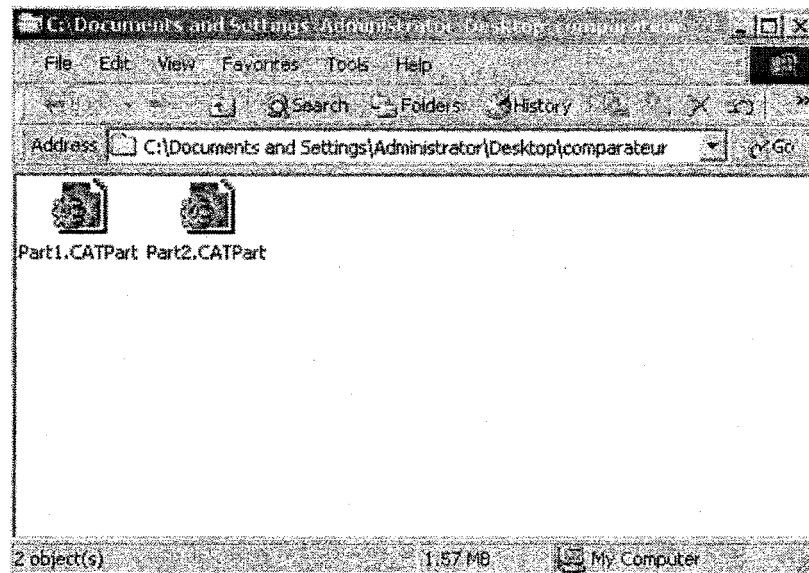 C:\Documents and Settings\Administrator\Desktop\comparateur
File Edit View Favorites Tools Help
Search Folders History »
Address C:\Documents and Settings\Administrator\Desktop\comparateur Go
Part1.CATPart Part2.CATPart
2 object(s) 1.57 MB My Computer